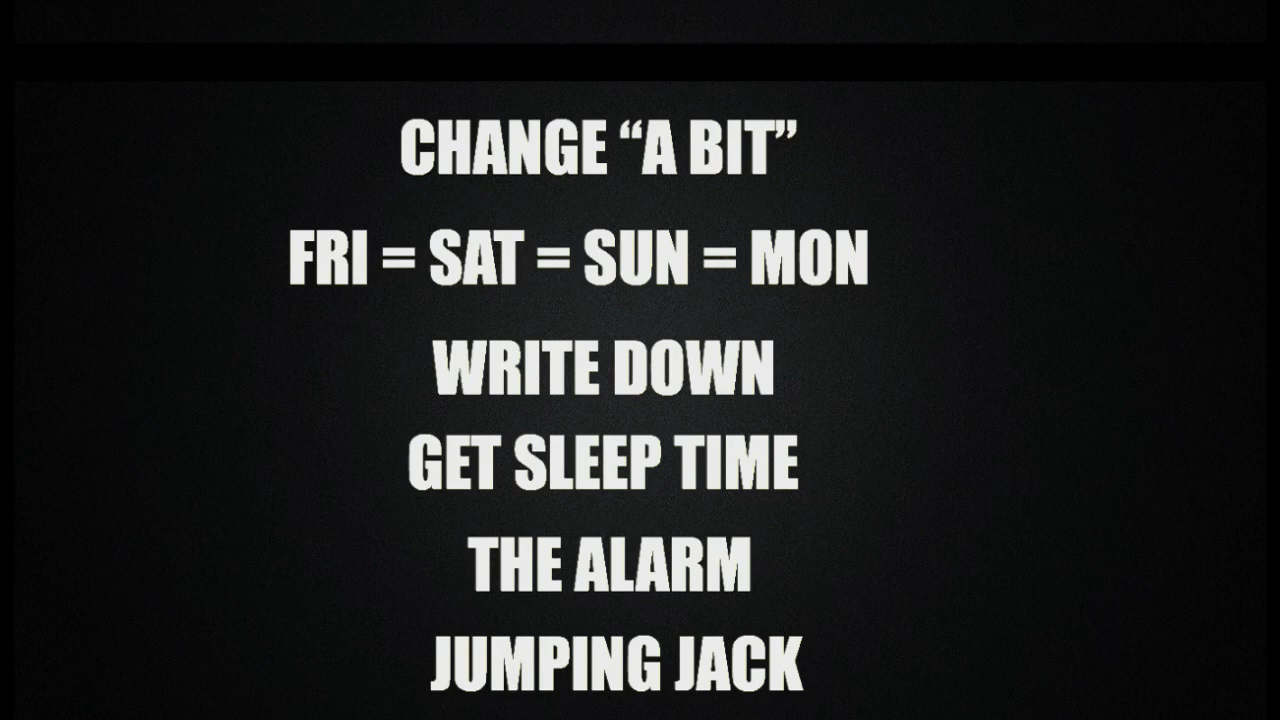 CHANGE “A BIT”
FRI = SAT = SUN = MON
WRITE DOWN
GET SLEEP TIME
THE ALARM
JUMPING JACK